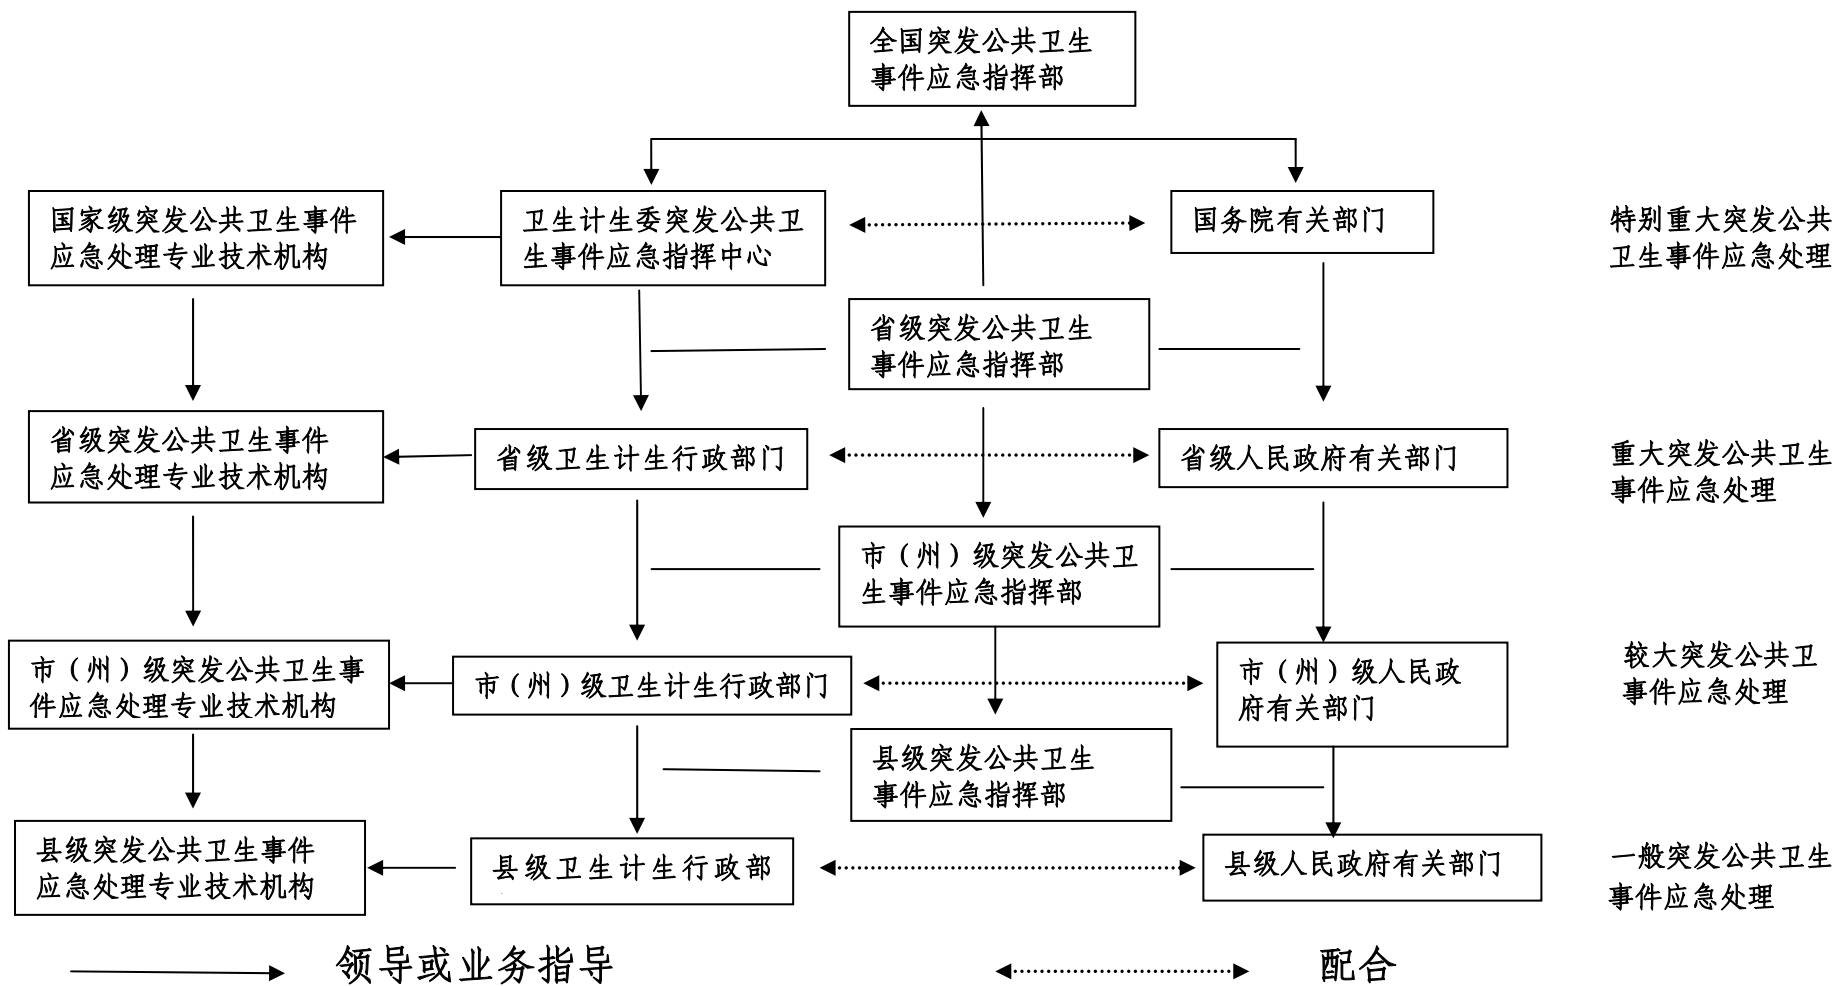 全国突发公共卫生
事件应急指挥部
国家级突发公共卫生事件
应急处理专业技术机构
卫生计生委突发公共卫
生事件应急指挥中心
国务院有关部门
特别重大突发公共
卫生事件应急处理
省级突发公共卫生
事件应急指挥部
省级突发公共卫生事件
应急处理专业技术机构
省级卫生计生行政部门
省级人民政府有关部门
重大突发公共卫生
事件应急处理
市（州）级突发公共卫
生事件应急指挥部
市（州）级突发公共卫生事
件应急处理专业技术机构
市（州）级卫生计生行政部门
市（州）级人民政
府有关部门
较大突发公共卫
事件应急处理
县级突发公共卫生
事件应急指挥部
县级突发公共卫生事件
应急处理专业技术机构
县级卫生计生行政部
县级人民政府有关部门
一般突发公共卫生
事件应急处理
领导或业务指导
配合